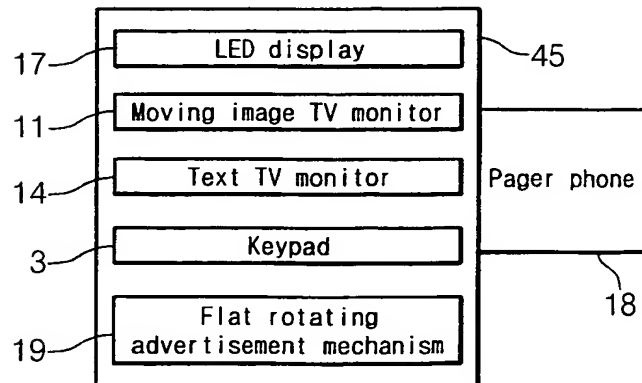 17
LED display
45
11
Moving image TV monitor
14
Text TV monitor
Pager phone
3
Keypad
18
19
Flat rotating
advertisement mechanism